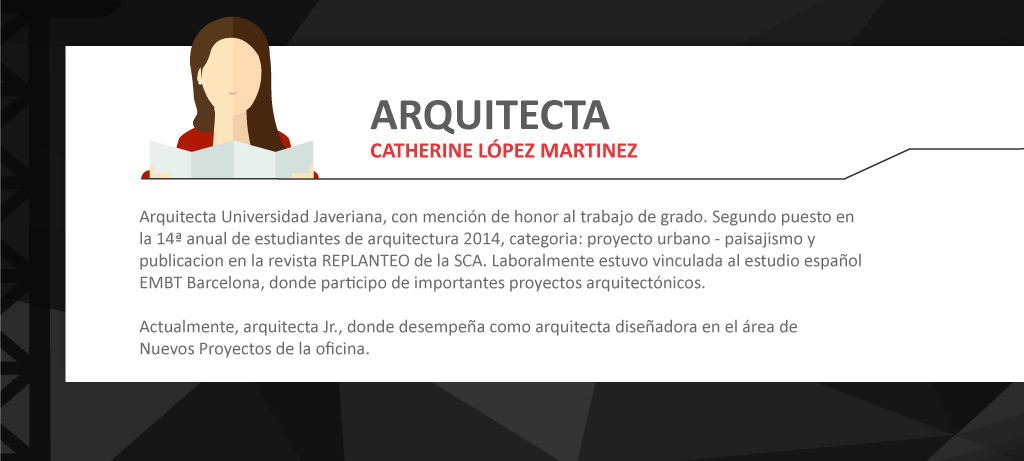 ARQUITECTA
CATHERINE LÓPEZ MARTINEZ
Arquitecta Universidad Javeriana, con mención de honor al trabajo de grado. Segundo puesto en
la 14ª anual de estudiantes de arquitectura 2014, categoria: proyecto urbano - paisajismo y
publicacion en la revista REPLANTEO de la SCA. Laboralmente estuvo vinculada al estudio español
EMBT Barcelona, donde participo de importantes proyectos arquitectónicos.
Actualmente, arquitecta Jr., donde desempeña como arquitecta diseñadora en el área de
Nuevos Proyectos de la oficina.